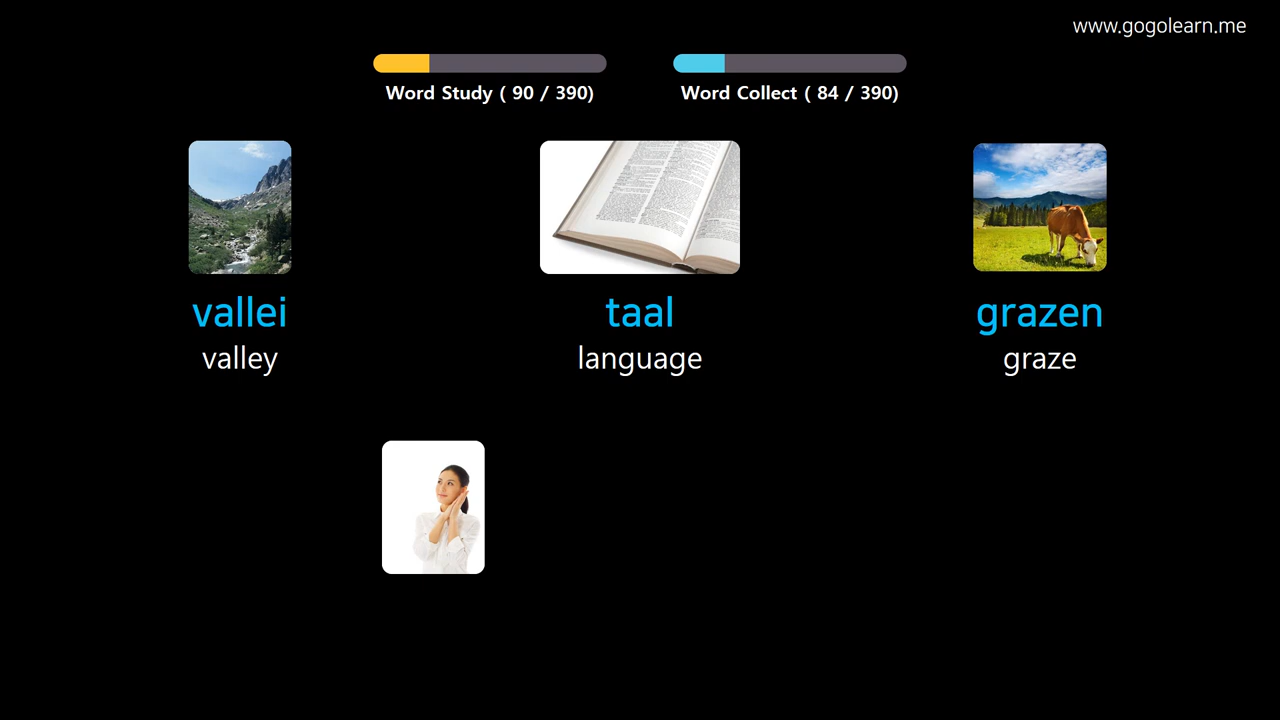 www.gogolearn.me
Word Study ( 90 / 390)
Word Collect ( 84 / 390)
vallei
valley
taal
language
grazen
graze